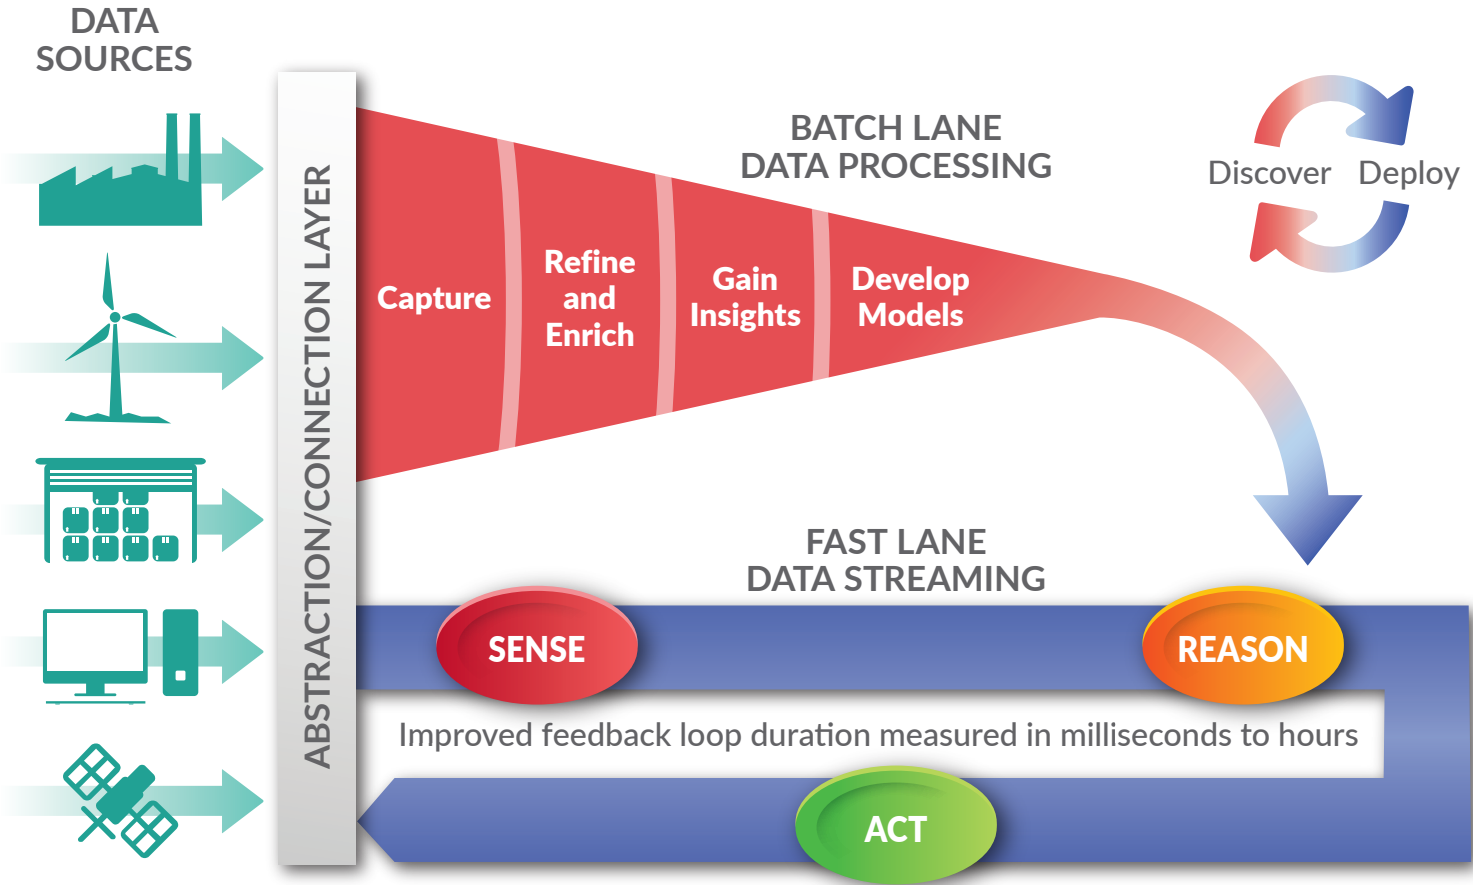 DATA
SOURCES
ABSTRACTION/CONNECTION LAYER
BATCH LANE
DATA PROCESSING
Capture
Refine
and
Enrich
Gain
Insights
Develop
Models
Discover
Deploy
FAST LANE
DATA STREAMING
SENSE
REASON
Improved feedback loop duration measured in milliseconds to hours
ACT